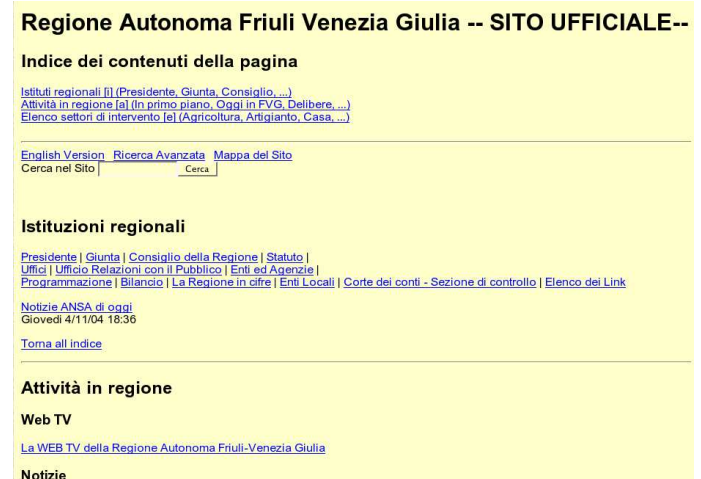 Regione Autonoma Friuli Venezia Giulia -- SITO UFFICIALE--
Indice dei contenuti della pagina
Istituti regionali [i] (Presidente, Giunta, Consiglio, ...)
Attività in regione [a] (In primo piano, Oggi in FVG, Delibere, ...)
Elenco settori di intervento [e] (Agricoltura, Artigianto, Casa, ...)
English Version Ricerca Avanzata Mappa del Sito
Cerca nel Sito Cerca
Istituzioni regionali
Presidente | Giunta | Consiglio della Regione | Statuto |
Uffici | Ufficio Relazioni con il Pubblico | Enti ed Agenzie |
Programmazione | Bilancio | La Regione in cifre | Enti Locali | Corte dei conti - Sezione di controllo | Elenco dei Link
Notizie ANSA di oggi
Giovedi 4/11/04 18:36
Torna all indice
Attività in regione
Web TV
La WEB TV della Regione Autonoma Friuli-Venezia Giulia
Notizie